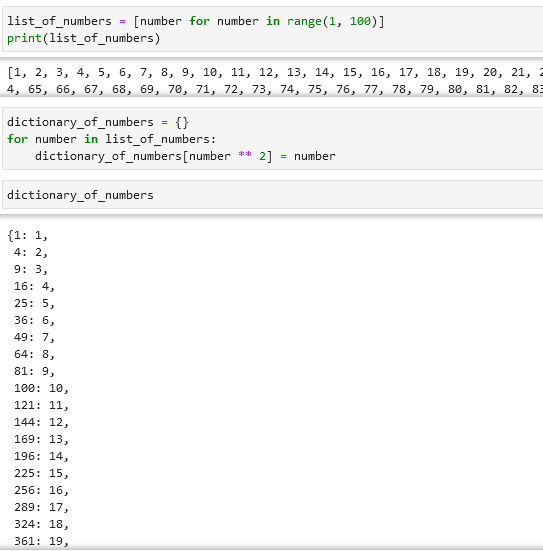 list_of_numbers = [number for number in range(1, 100)]
print(list_of_numbers)
[1, 2, 3, 4, 5, 6, 7, 8, 9, 10, 11, 12, 13, 14, 15, 16, 17, 18, 19, 20, 21, 2
4, 65, 66, 67, 68, 69, 70, 71, 72, 73, 74, 75, 76, 77, 78, 79, 80, 81, 82, 83
dictionary_of_numbers = {}
for number in list_of_numbers:
    dictionary_of_numbers[number ** 2] = number
dictionary_of_numbers
{1: 1,
 4: 2,
 9: 3,
 16: 4,
 25: 5,
 36: 6,
 49: 7,
 64: 8,
 81: 9,
 100: 10,
 121: 11,
 144: 12,
 169: 13,
 196: 14,
 225: 15,
 256: 16,
 289: 17,
 324: 18,
 361: 19,